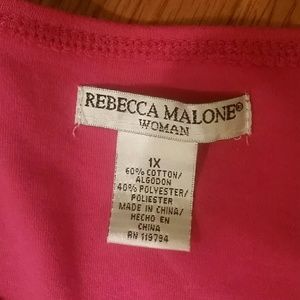 REBECCA MALONE®
WOMAN
1X
60% COTTON/
ALGODON
40% POLYESTER/
POLIESTER
MADE IN CHINA/
HECHO EN
CHINA
RN 119794